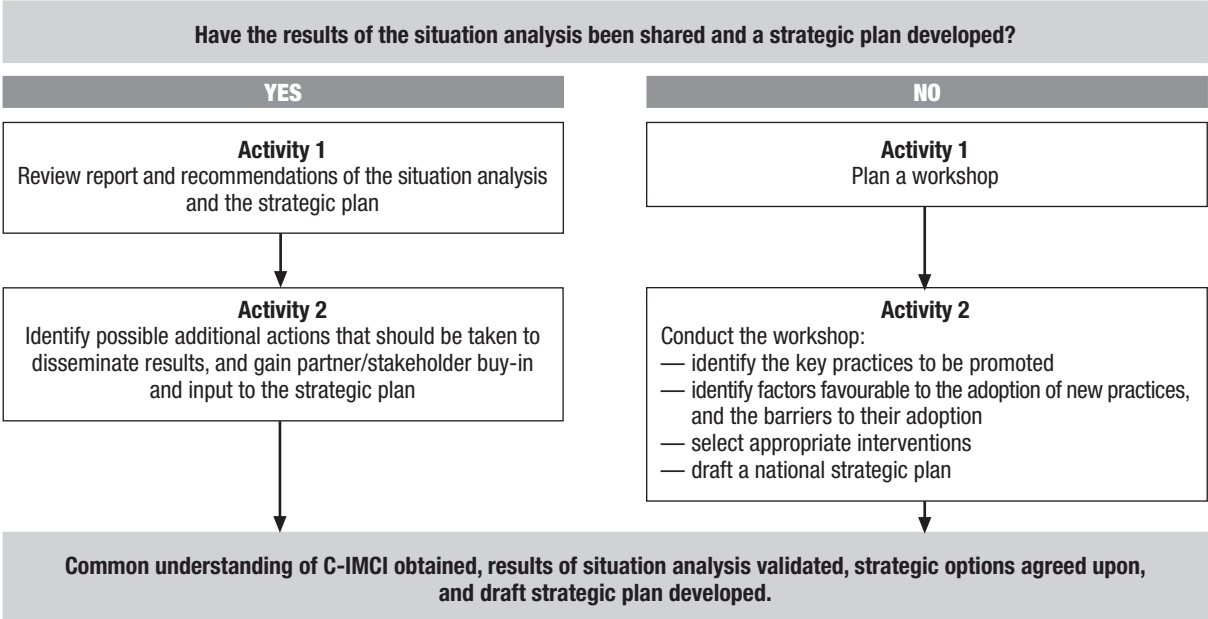 Have the results of the situation analysis been shared and a strategic plan developed?
YES
Activity 1
Review report and recommendations of the situation analysis
and the strategic plan
Activity 2
Identify possible additional actions that should be taken to
disseminate results, and gain partner/stakeholder buy-in
and input to the strategic plan
NO
Activity 1
Plan a workshop
Activity 2
Conduct the workshop:
— identify the key practices to be promoted
— identify factors favourable to the adoption of new practices,
and the barriers to their adoption
— select appropriate interventions
— draft a national strategic plan
Common understanding of C-IMCI obtained, results of situation analysis validated, strategic options agreed upon,
and draft strategic plan developed.